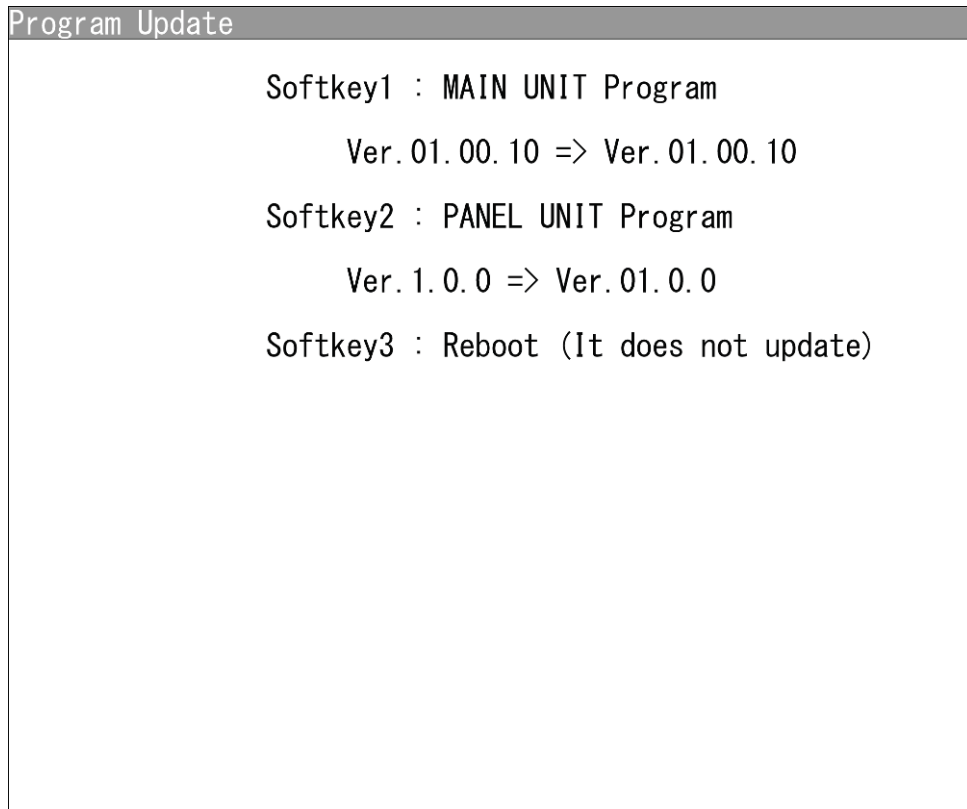 Program Update
Softkey1 : MAIN UNIT Program
Ver.01.00.10 => Ver.01.00.10
Softkey2 : PANEL UNIT Program
Ver.1.0.0 => Ver.01.0.0
Softkey3 : Reboot (It does not update)